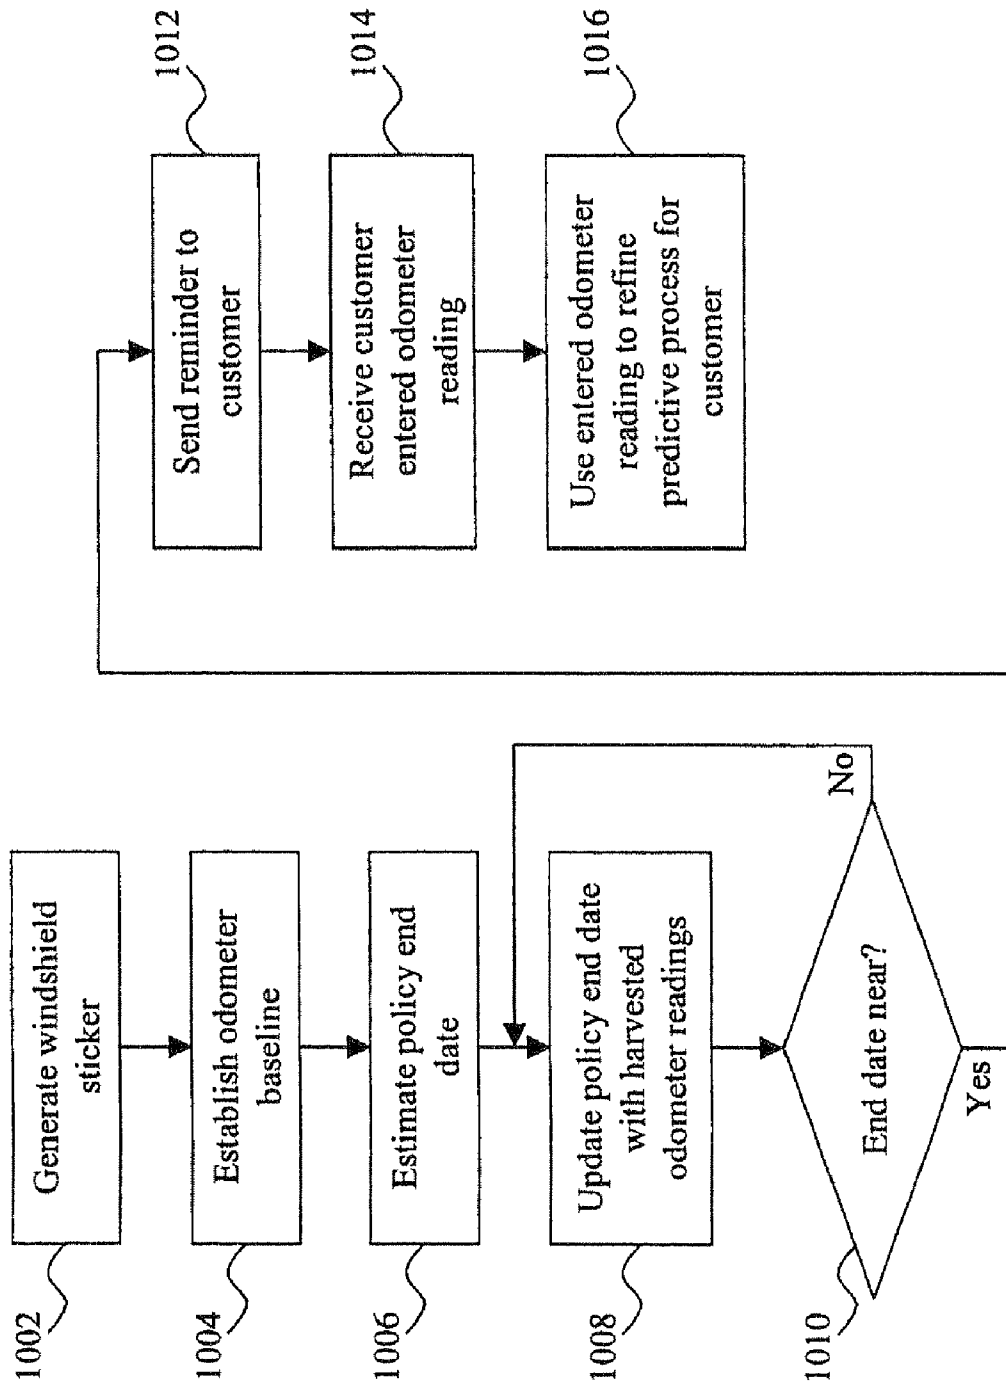 1002
Generate windshield
sticker
1004
Establish odometer
baseline
1006
Estimate policy end
date
1008
Update policy end date
with harvested
odometer readings
1010
End date near?
No
Yes
1012
Send reminder to
customer
1014
Receive customer
entered odometer
reading
1016
Use entered odometer
reading to refine
predictive process for
customer